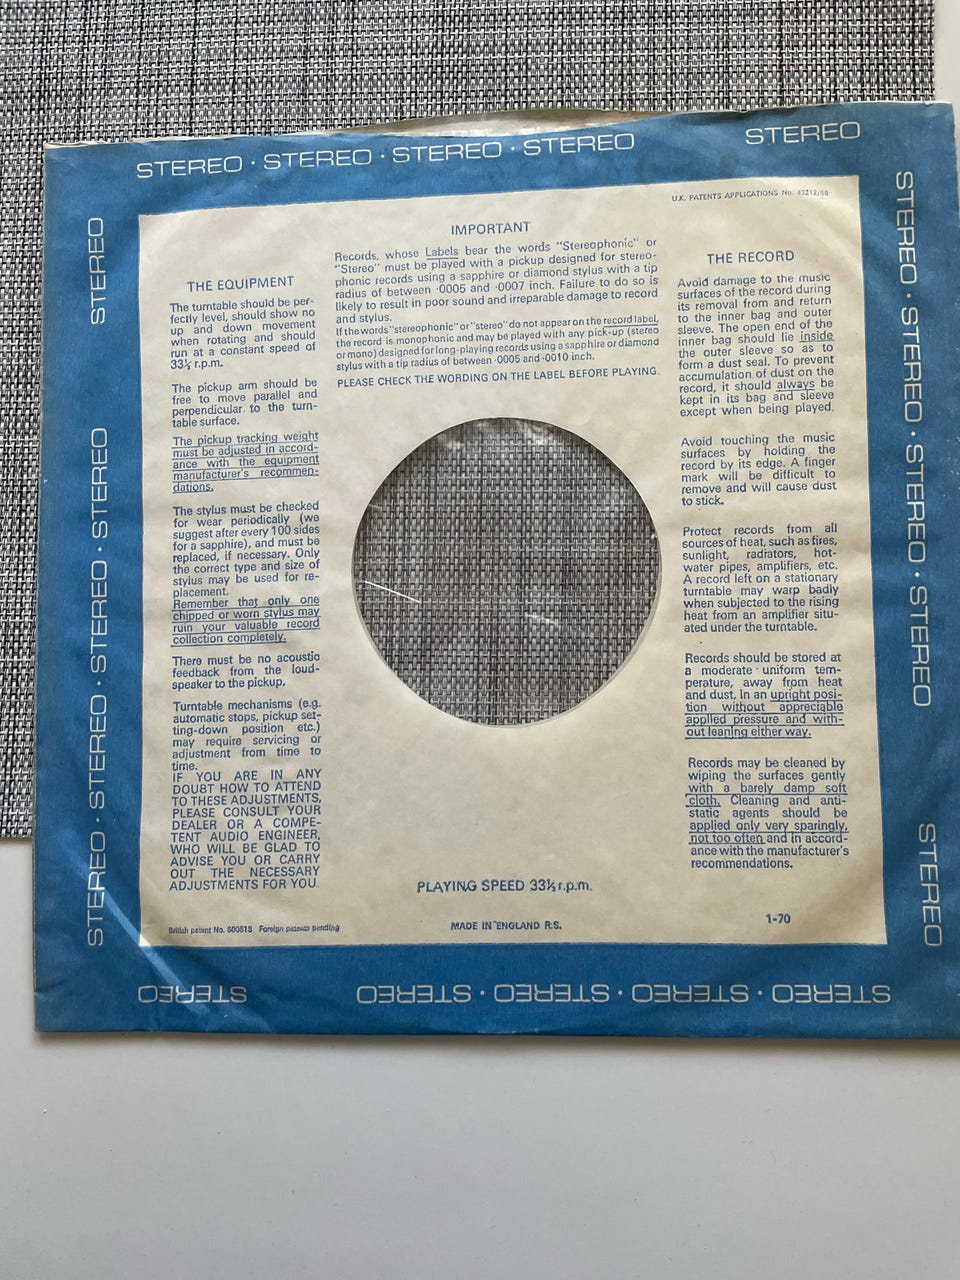 STEREO · STEREO · STEREO · STEREO
STEREO
STEREO
STEREO · STEREO · STEREO · STEREO
STEREO · STEREO · STEREO · STEREO
STEREO
U.K. PATENTS APPLICATIONS No. 43212/68
IMPORTANT
Records, whose Labels bear the words "Stereophonic" or
"Stereo" must be played with a pickup designed for stereo-
phonic records using a sapphire or diamond stylus with a tip
radius of between ·0005 and ·0007 inch. Failure to do so is
likely to result in poor sound and irreparable damage to record
and stylus.
If the words "stereophonic" or "stereo" do not appear on the record label,
the record is monophonic and may be played with any pick-up (stereo
or mono) designed for long-playing records using a sapphire or diamond
stylus with a tip radius of between ·0005 and ·0010 inch.
PLEASE CHECK THE WORDING ON THE LABEL BEFORE PLAYING.
THE EQUIPMENT
The turntable should be per-
fectly level, should show no
up and down movement
when rotating and should
run at a constant speed of
33⅓ r.p.m.
The pickup arm should be
free to move parallel and
perpendicular to the turn-
table surface.
The pickup tracking weight
must be adjusted in accord-
ance with the equipment
manufacturer's recommen-
dations.
The stylus must be checked
for wear periodically (we
suggest after every 100 sides
for a sapphire), and must be
replaced, if necessary. Only
the correct type and size of
stylus may be used for re-
placement.
Remember that only one
chipped or worn stylus may
ruin your valuable record
collection completely.
There must be no acoustic
feedback from the loud-
speaker to the pickup.
Turntable mechanisms (e.g.
automatic stops, pickup set-
ting-down position etc.)
may require servicing or
adjustment from time to
time.
IF YOU ARE IN ANY
DOUBT HOW TO ATTEND
TO THESE ADJUSTMENTS,
PLEASE CONSULT YOUR
DEALER OR A COMPE-
TENT AUDIO ENGINEER,
WHO WILL BE GLAD TO
ADVISE YOU OR CARRY
OUT THE NECESSARY
ADJUSTMENTS FOR YOU.
THE RECORD
Avoid damage to the music
surfaces of the record during
its removal from and return
to the inner bag and outer
sleeve. The open end of the
inner bag should lie inside
the outer sleeve so as to
form a dust seal. To prevent
accumulation of dust on the
record, it should always be
kept in its bag and sleeve
except when being played.
Avoid touching the music
surfaces by holding the
record by its edge. A finger
mark will be difficult to
remove and will cause dust
to stick.
Protect records from all
sources of heat, such as fires,
sunlight, radiators, hot-
water pipes, amplifiers, etc.
A record left on a stationary
turntable may warp badly
when subjected to the rising
heat from an amplifier situ-
ated under the turntable.
Records should be stored at
a moderate uniform tem-
perature, away from heat
and dust, in an upright posi-
tion without appreciable
applied pressure and with-
out leaning either way.
Records may be cleaned by
wiping the surfaces gently
with a barely damp soft
cloth. Cleaning and anti-
static agents should be
applied only very sparingly,
not too often and in accord-
ance with the manufacturer's
recommendations.
PLAYING SPEED 33⅓ r.p.m.
British patent No. 800513 Foreign patents pending
MADE IN ENGLAND R.S.
1-70
STEREO
STEREO
STEREO · STEREO · STEREO · STEREO